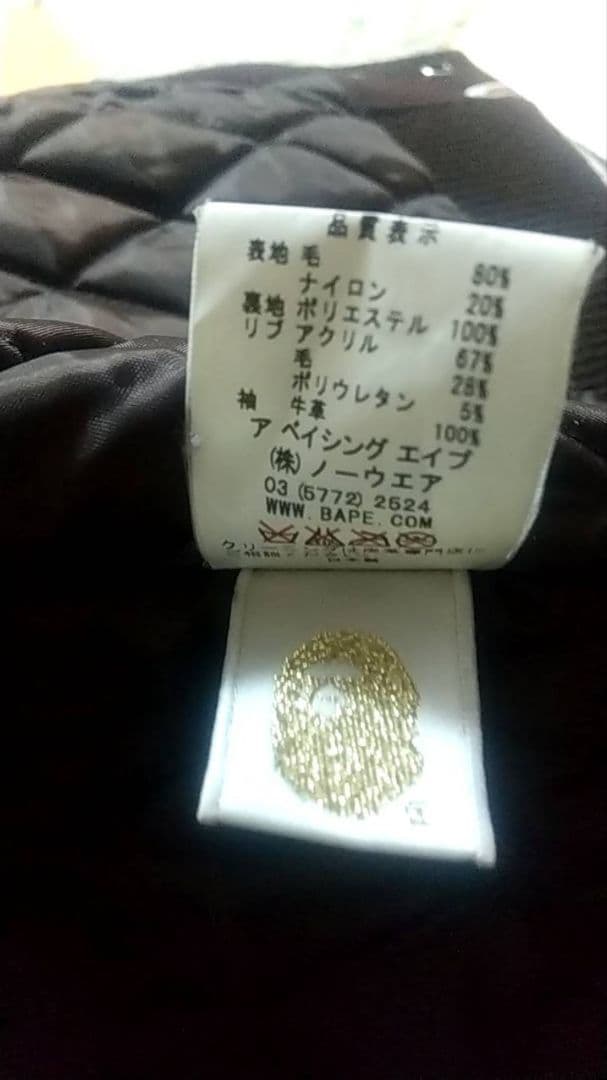 品質表示
表地 毛 80%
ナイロン 20%
裏地 ポリエステル 100%
リブ アクリル 67%
毛 28%
ポリウレタン 5%
袖 牛革 100%
ア ベイシング エイプ
(株) ノーウエア
03 (5772) 2524
WWW. BAPE. COM